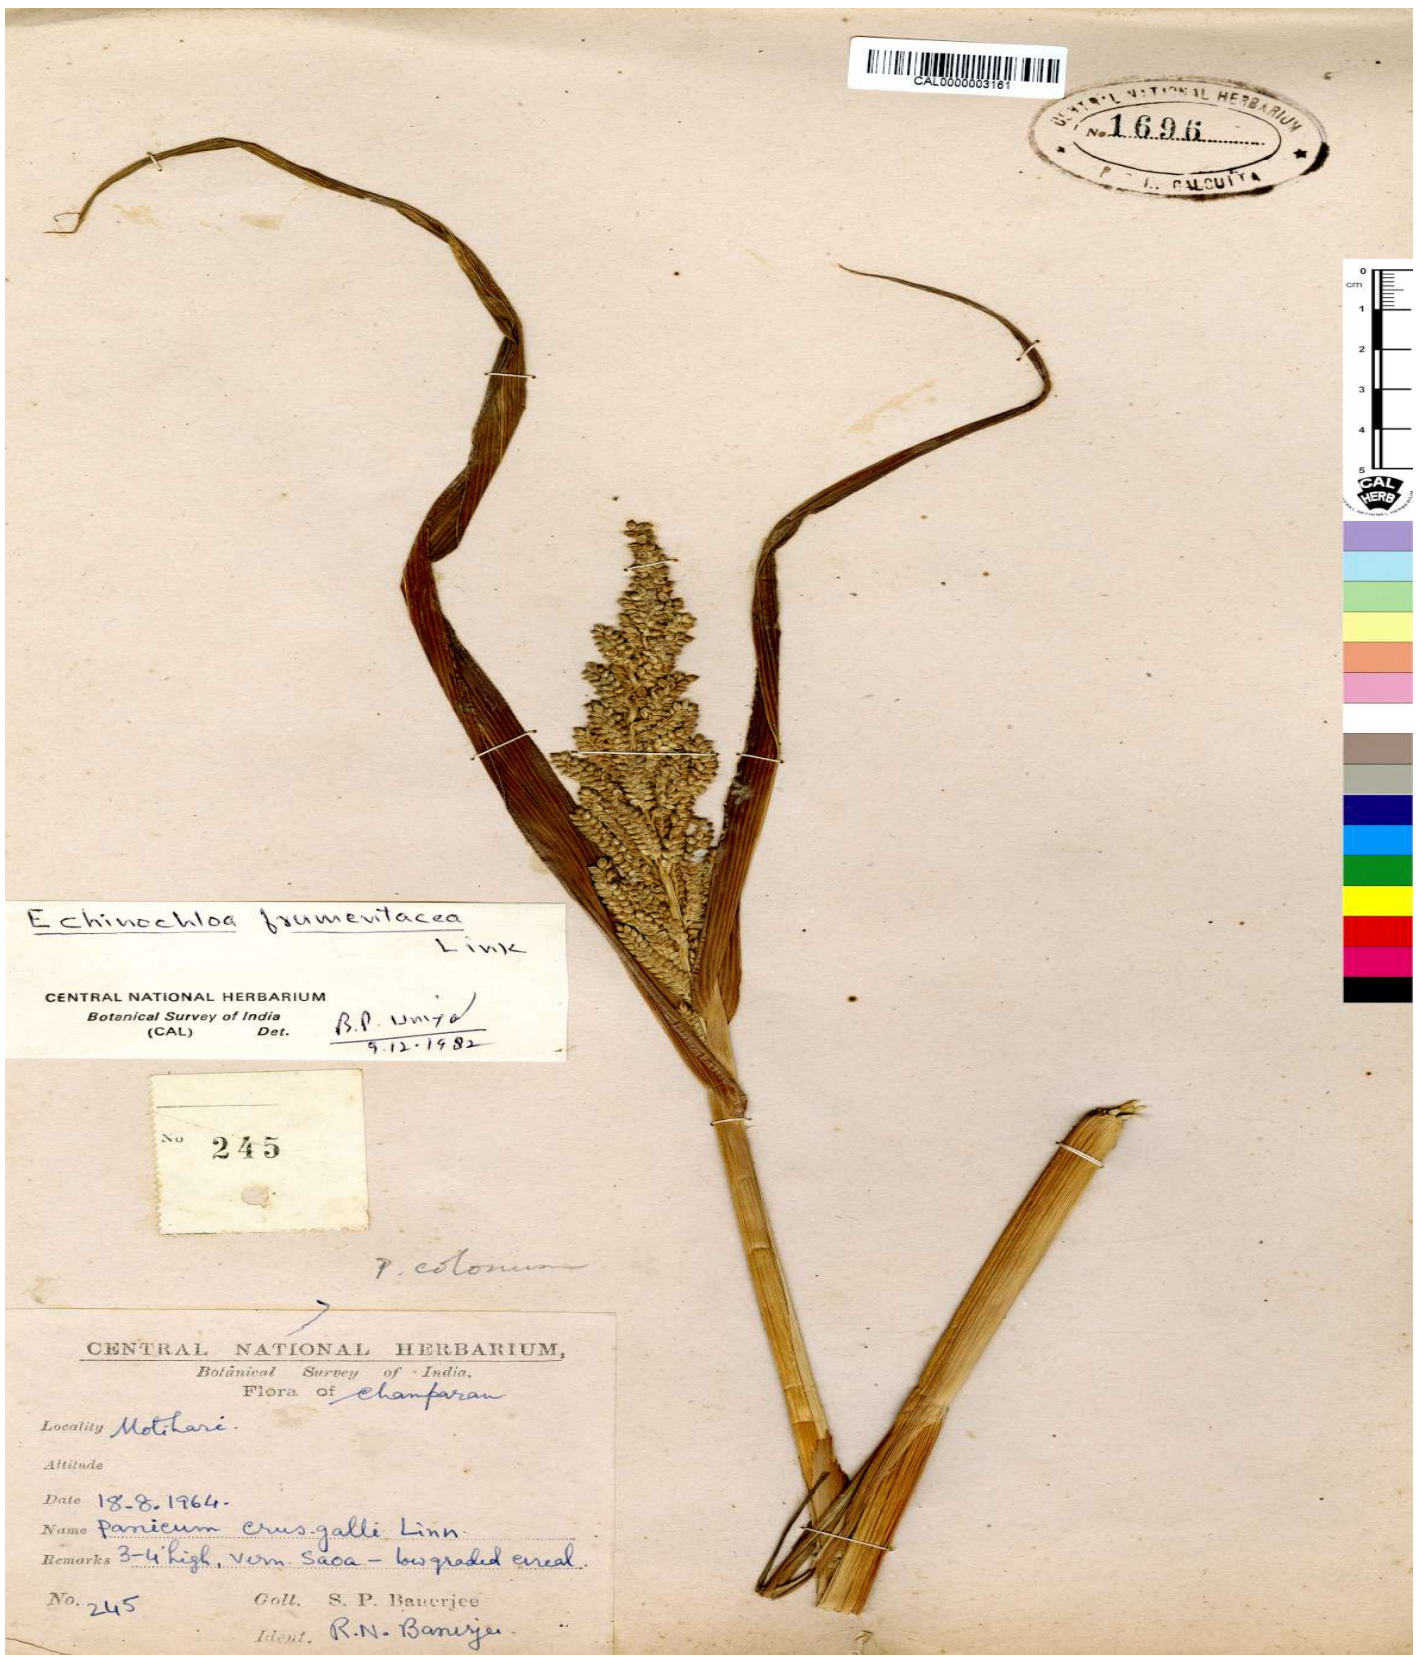 CAL0000003161
CENTRAL NATIONAL HERBARIUM
No 1696
CALCUTTA
0
cm
1
2
3
4
5
CAL
HERB
Echinochloa frumentacea
Link
CENTRAL NATIONAL HERBARIUM
Botanical Survey of India
(CAL) Det. B.P. Uniyal
9.12.1982
No 245
P. colonum
CENTRAL NATIONAL HERBARIUM,
Botanical Survey of India.
Flora of Champaran
Locality Motihari.
Altitude
Date 18-8.1964.
Name Panicum crus-galli Linn.
Remarks 3-4' high, vern. Saoa - low graded cereal.
No. 245 Coll. S. P. Banerjee
Ident. R.N. Banerjee.